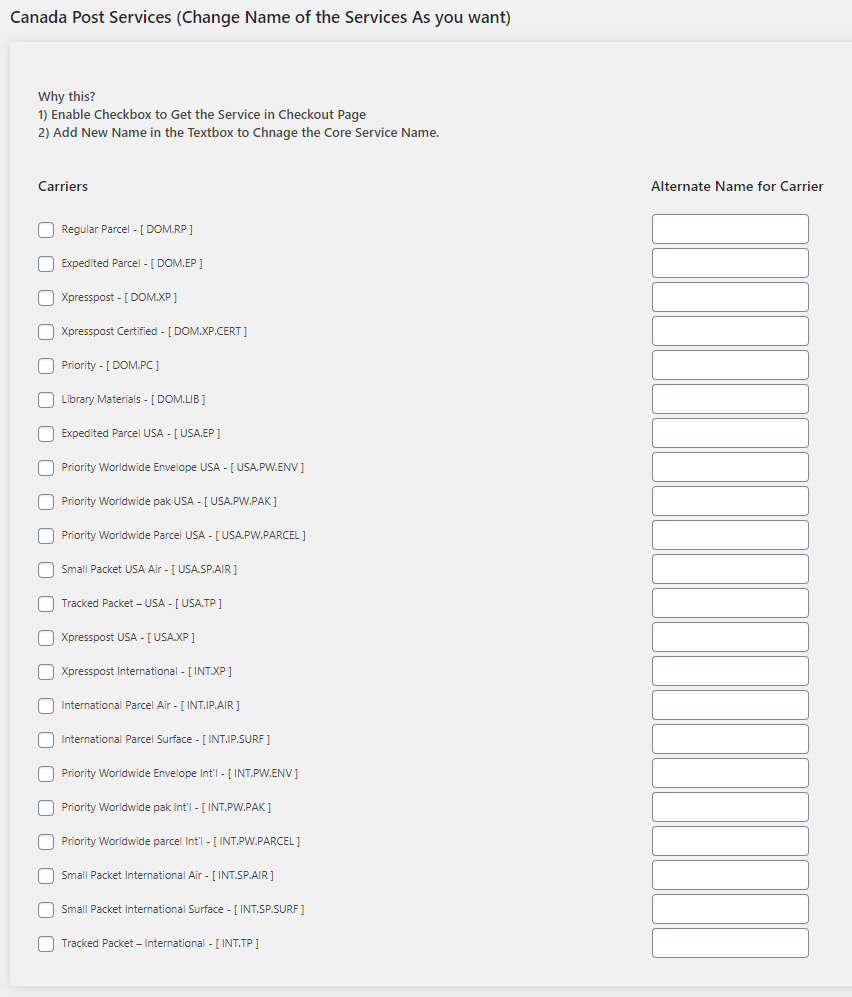 Canada Post Services (Change Name of the Services As you want)
Why this?
1) Enable Checkbox to Get the Service in Checkout Page
2) Add New Name in the Textbox to Chnage the Core Service Name.
Carriers Alternate Name for Carrier
Regular Parcel - [ DOM.RP ]
Expedited Parcel - [ DOM.EP ]
Xpresspost - [ DOM.XP ]
Xpresspost Certified - [ DOM.XP.CERT ]
Priority - [ DOM.PC ]
Library Materials - [ DOM.LIB ]
Expedited Parcel USA - [ USA.EP ]
Priority Worldwide Envelope USA - [ USA.PW.ENV ]
Priority Worldwide pak USA - [ USA.PW.PAK ]
Priority Worldwide Parcel USA - [ USA.PW.PARCEL ]
Small Packet USA Air - [ USA.SP.AIR ]
Tracked Packet – USA - [ USA.TP ]
Xpresspost USA - [ USA.XP ]
Xpresspost International - [ INT.XP ]
International Parcel Air - [ INT.IP.AIR ]
International Parcel Surface - [ INT.IP.SURF ]
Priority Worldwide Envelope Int'l - [ INT.PW.ENV ]
Priority Worldwide pak Int'l - [ INT.PW.PAK ]
Priority Worldwide parcel Int'l - [ INT.PW.PARCEL ]
Small Packet International Air - [ INT.SP.AIR ]
Small Packet International Surface - [ INT.SP.SURF ]
Tracked Packet – International - [ INT.TP ]